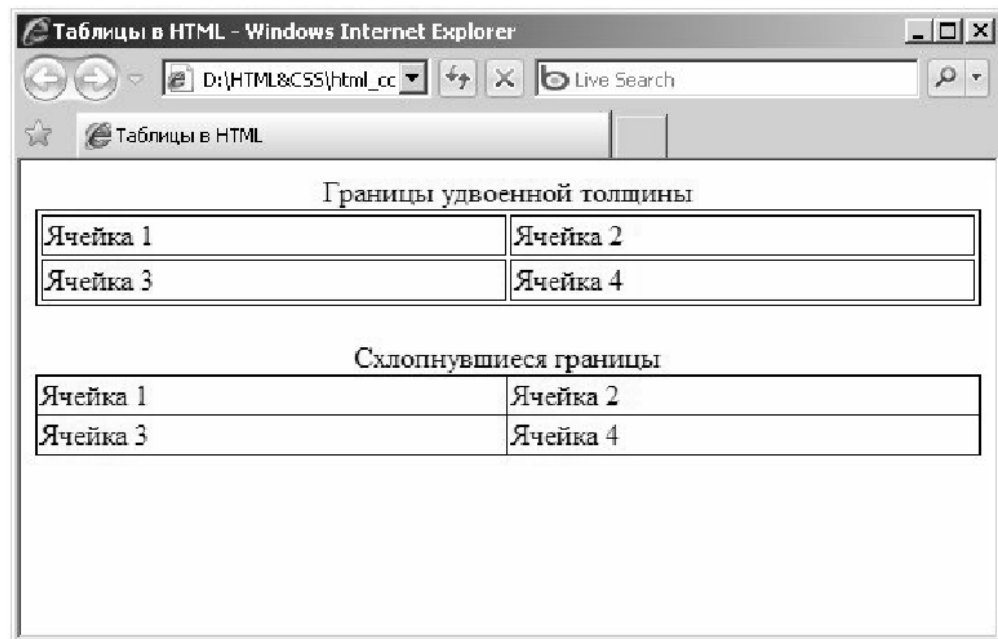 Таблицы в HTML - Windows Internet Explorer
D:\HTML&CSS\html_cc
Live Search
Таблицы в HTML
Границы удвоенной толщины
Ячейка 1 Ячейка 2
Ячейка 3 Ячейка 4
Схлопнувшиеся границы
Ячейка 1 Ячейка 2
Ячейка 3 Ячейка 4